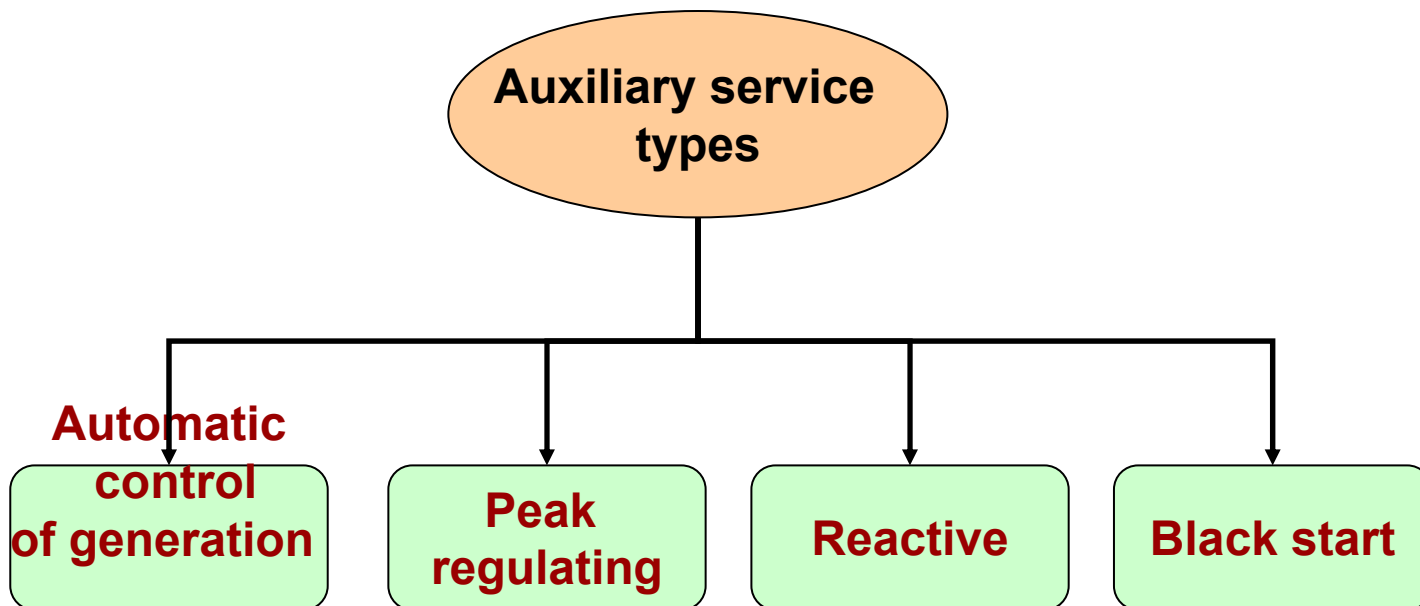 Auxiliary service
types
Automatic
control
of generation
Peak
regulating
Reactive
Black start